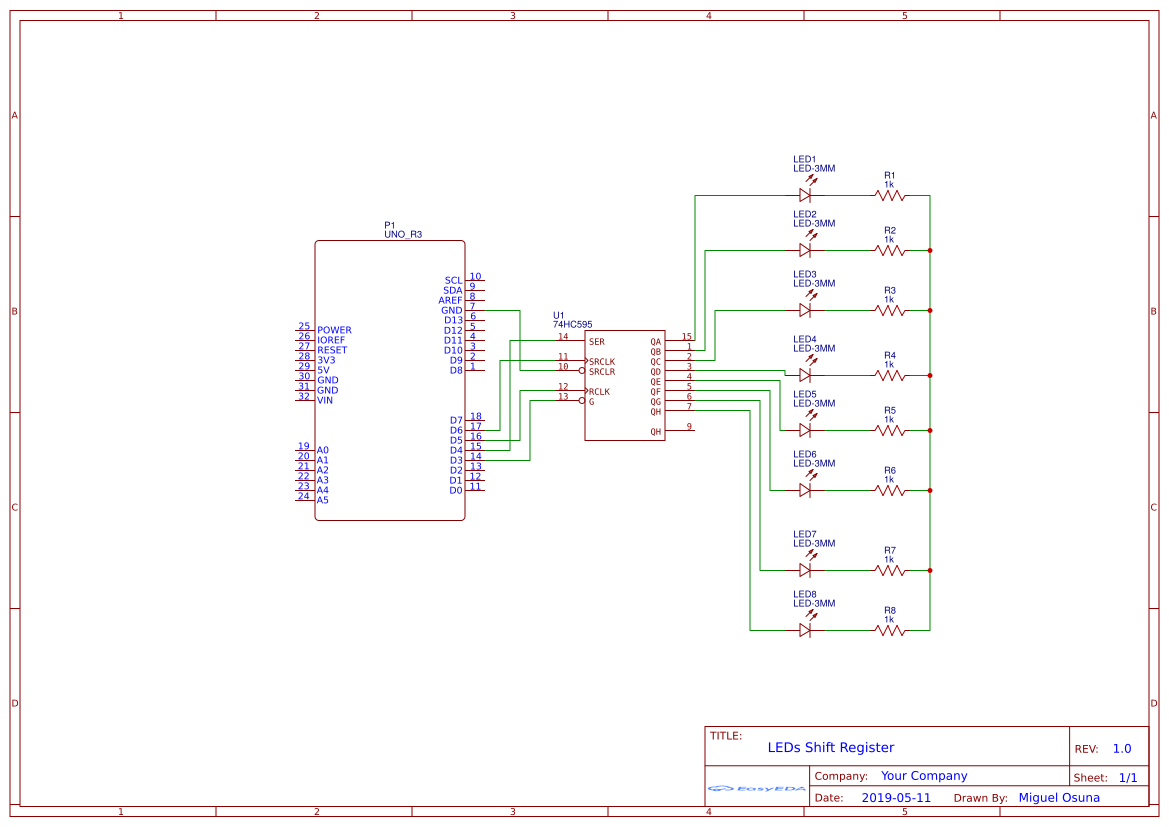 1 2 3 4 5
A A
B B
C C
D D
P1
UNO_R3
SCL 10
SDA 9
AREF 8
GND 7
D13 6
D12 5
D11 4
D10 3
D9 2
D8 1
25 POWER
26 IOREF
27 RESET
28 3V3
29 5V
30 GND
31 GND
32 VIN
D7 18
D6 17
D5 16
D4 15
D3 14
D2 13
D1 12
D0 11
19 A0
20 A1
21 A2
22 A3
23 A4
24 A5
U1
74HC595
14 SER
11 SRCLK
10 SRCLR
12 RCLK
13 G
QA 15
QB 1
QC 2
QD 3
QE 4
QF 5
QG 6
QH 7
QH 9
LED1
LED-3MM
R1
1k
LED2
LED-3MM
R2
1k
LED3
LED-3MM
R3
1k
LED4
LED-3MM
R4
1k
LED5
LED-3MM
R5
1k
LED6
LED-3MM
R6
1k
LED7
LED-3MM
R7
1k
LED8
LED-3MM
R8
1k
TITLE:
LEDs Shift Register
REV: 1.0
EasyEDA
Company: Your Company
Sheet: 1/1
Date: 2019-05-11 Drawn By: Miguel Osuna
1 2 3 4 5